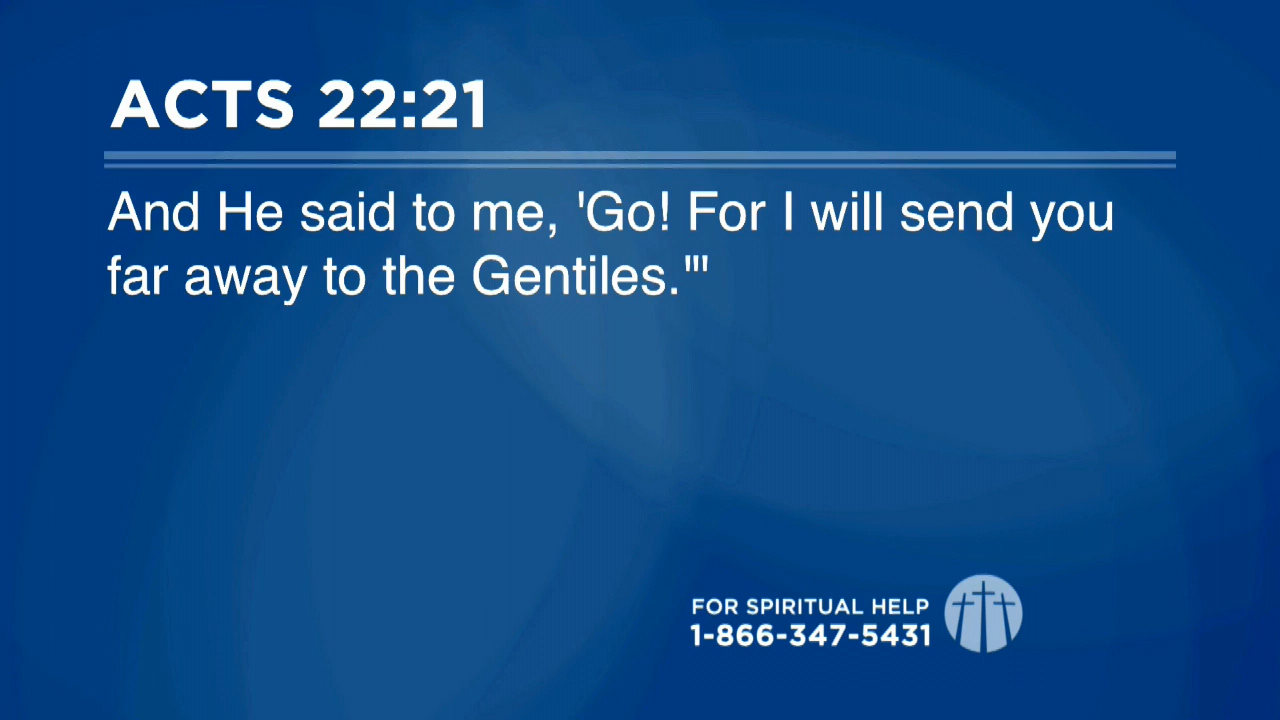 ACTS 22:21
And He said to me, 'Go! For I will send you
far away to the Gentiles."'
FOR SPIRITUAL HELP
1-866-347-5431